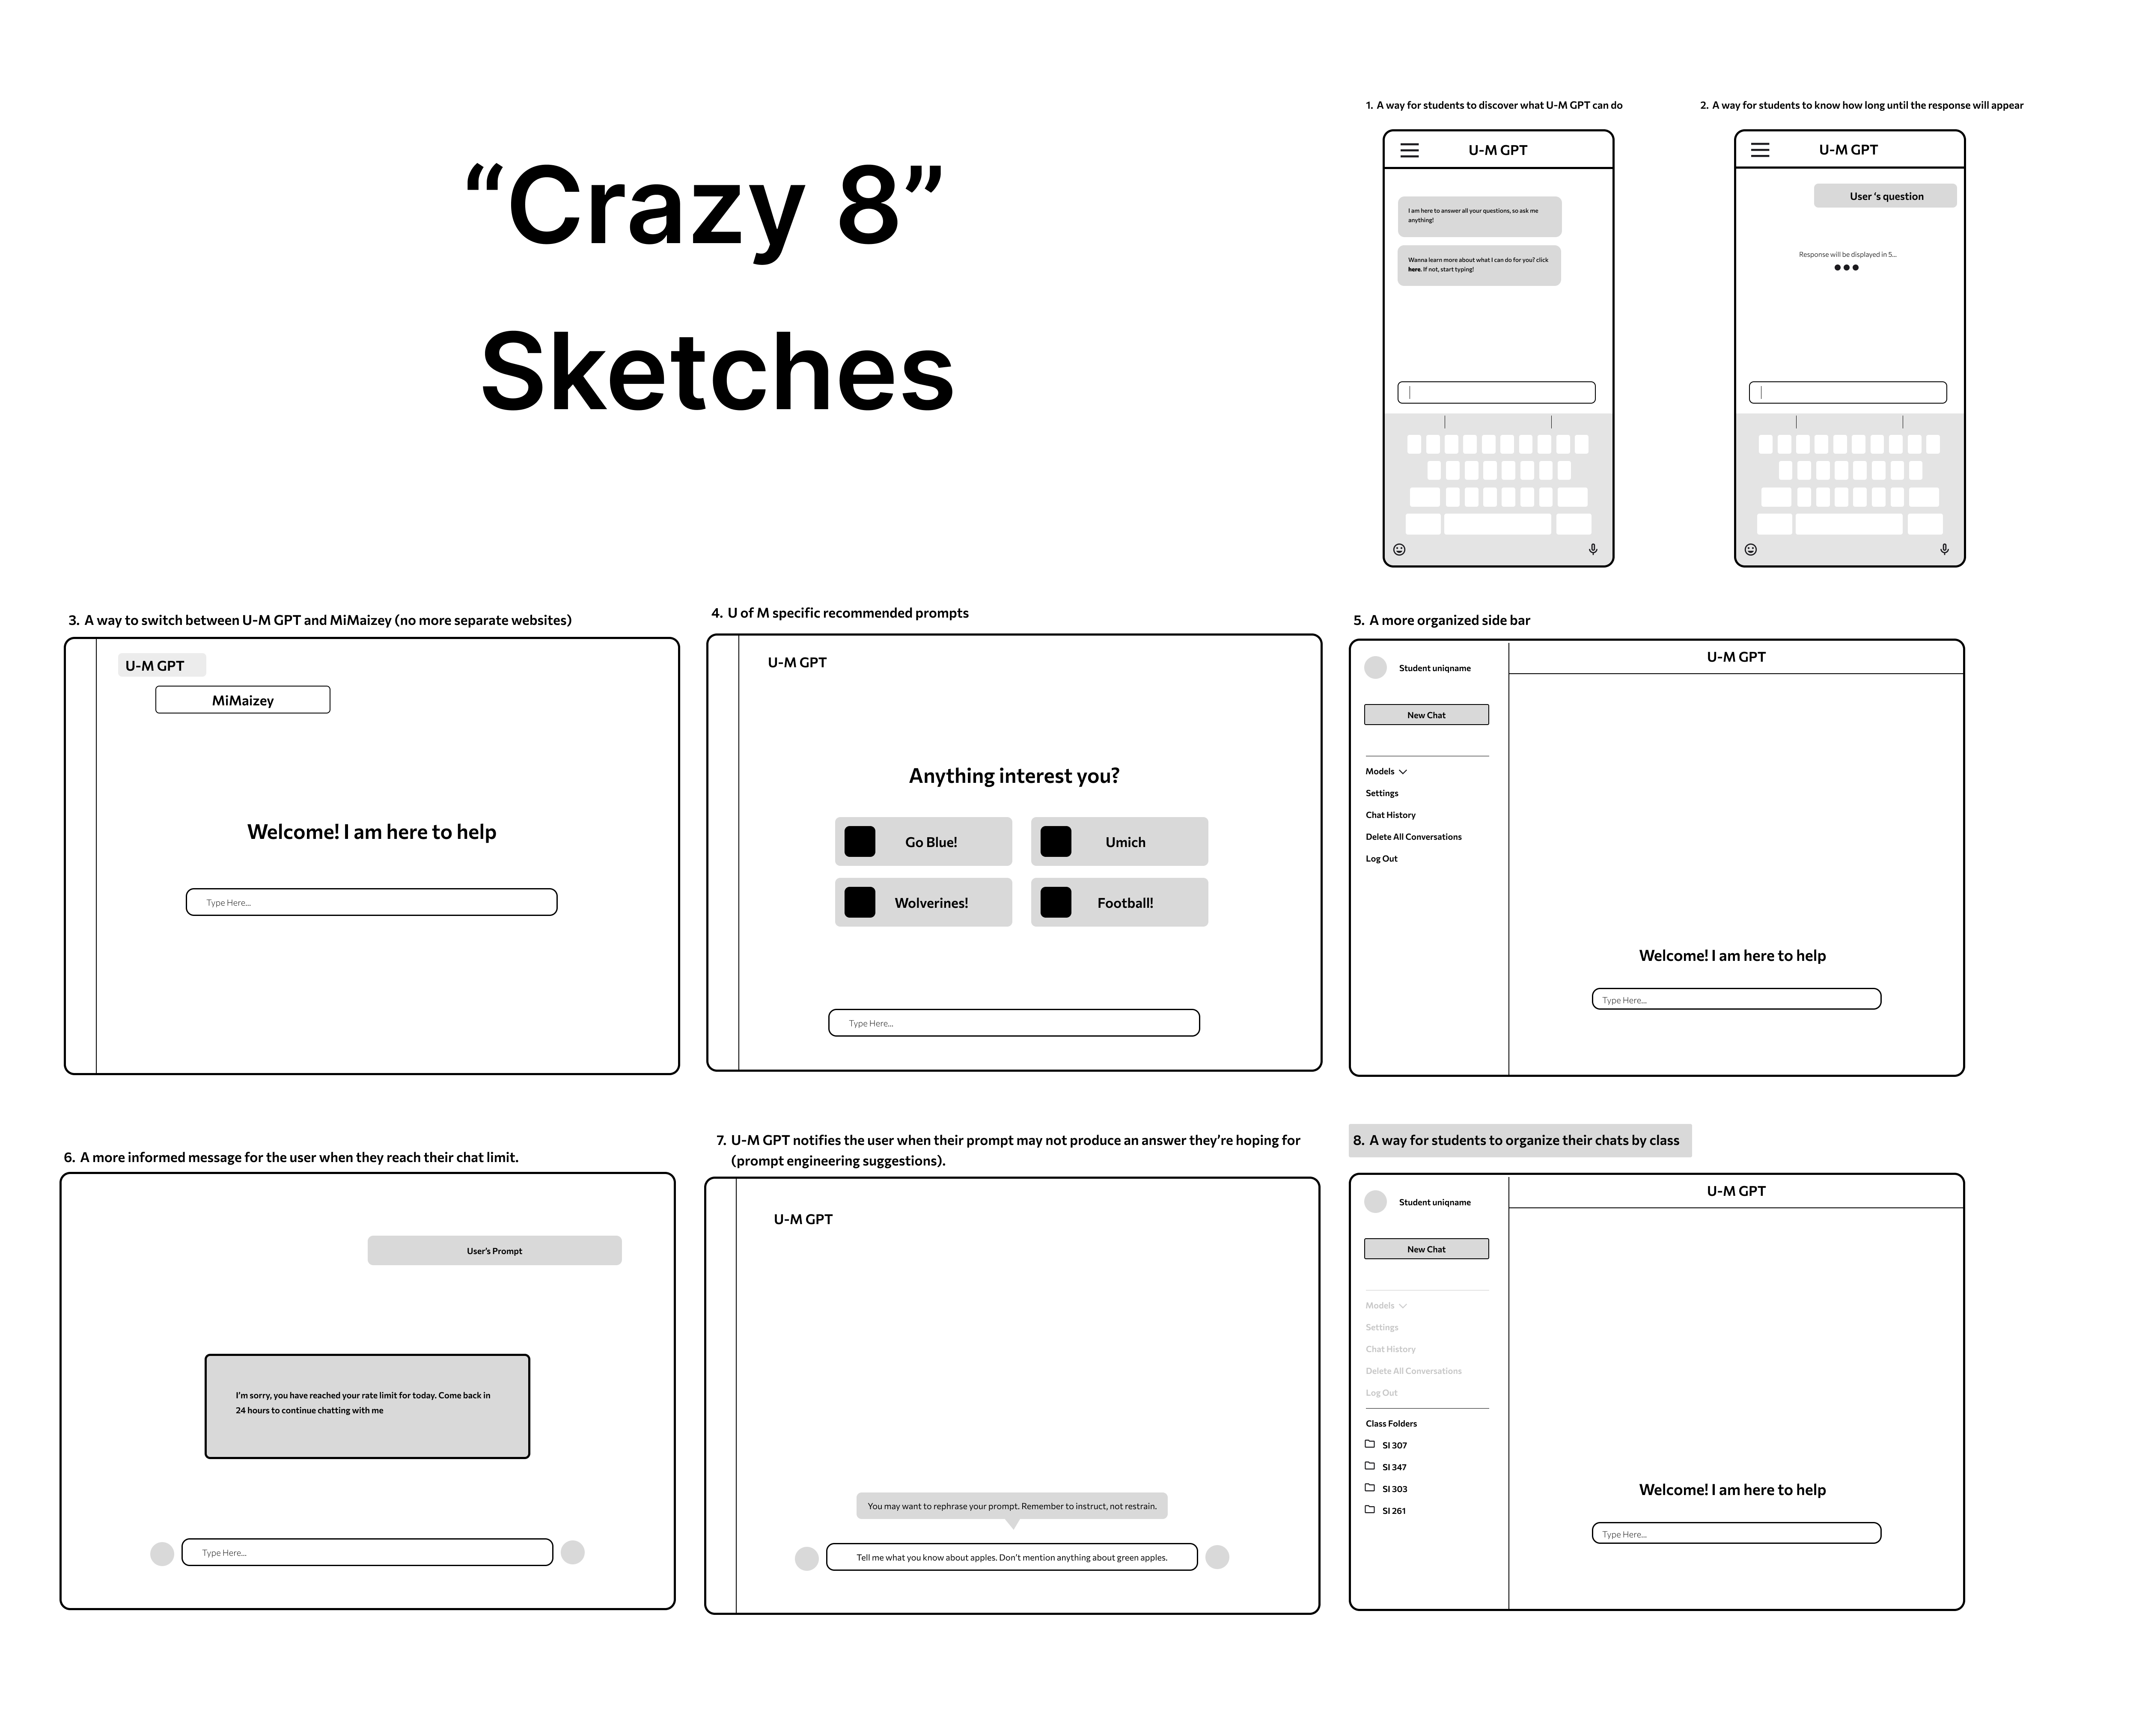 “Crazy 8”
Sketches
1. A way for students to discover what U-M GPT can do
U-M GPT
I am here to answer all your questions, so ask me
anything!
Wanna learn more about what I can do for you? click
here. If not, start typing!
2. A way for students to know how long until the response will appear
U-M GPT
User ‘s question
Response will be displayed in 5...
3. A way to switch between U-M GPT and MiMaizey (no more separate websites)
U-M GPT
MiMaizey
Welcome! I am here to help
Type Here...
4. U of M specific recommended prompts
U-M GPT
Anything interest you?
Go Blue!
Umich
Wolverines!
Football!
Type Here...
5. A more organized side bar
Student uniqname
New Chat
Models
Settings
Chat History
Delete All Conversations
Log Out
U-M GPT
Welcome! I am here to help
Type Here...
6. A more informed message for the user when they reach their chat limit.
User’s Prompt
I’m sorry, you have reached your rate limit for today. Come back in
24 hours to continue chatting with me
Type Here...
7. U-M GPT notifies the user when their prompt may not produce an answer they’re hoping for
(prompt engineering suggestions).
U-M GPT
You may want to rephrase your prompt. Remember to instruct, not restrain.
Tell me what you know about apples. Don’t mention anything about green apples.
8. A way for students to organize their chats by class
Student uniqname
New Chat
Models
Settings
Chat History
Delete All Conversations
Log Out
Class Folders
SI 307
SI 347
SI 303
SI 261
U-M GPT
Welcome! I am here to help
Type Here...